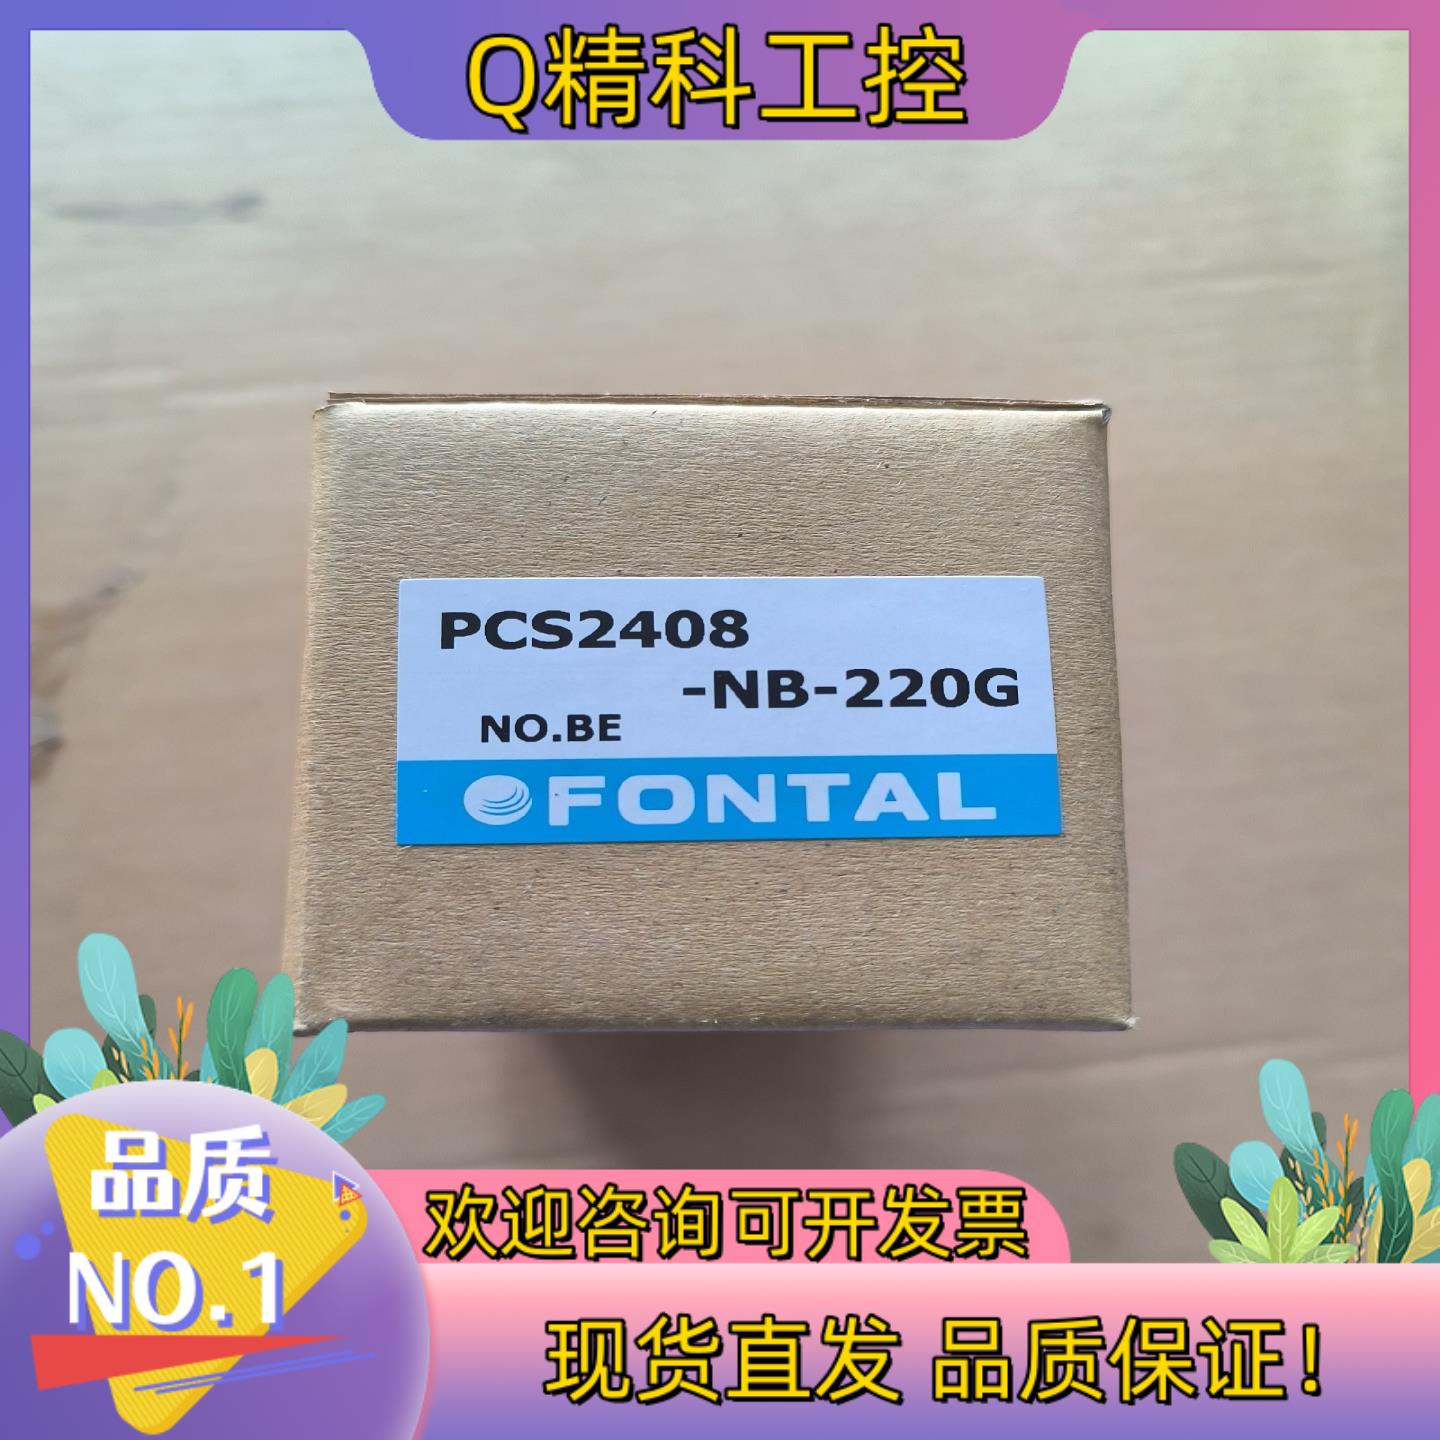 Q精科工控
PCS2408
-NB-220G
NO.BE
FONTAL
品质
NO.1
欢迎咨询可开发票
现货直发 品质保证!